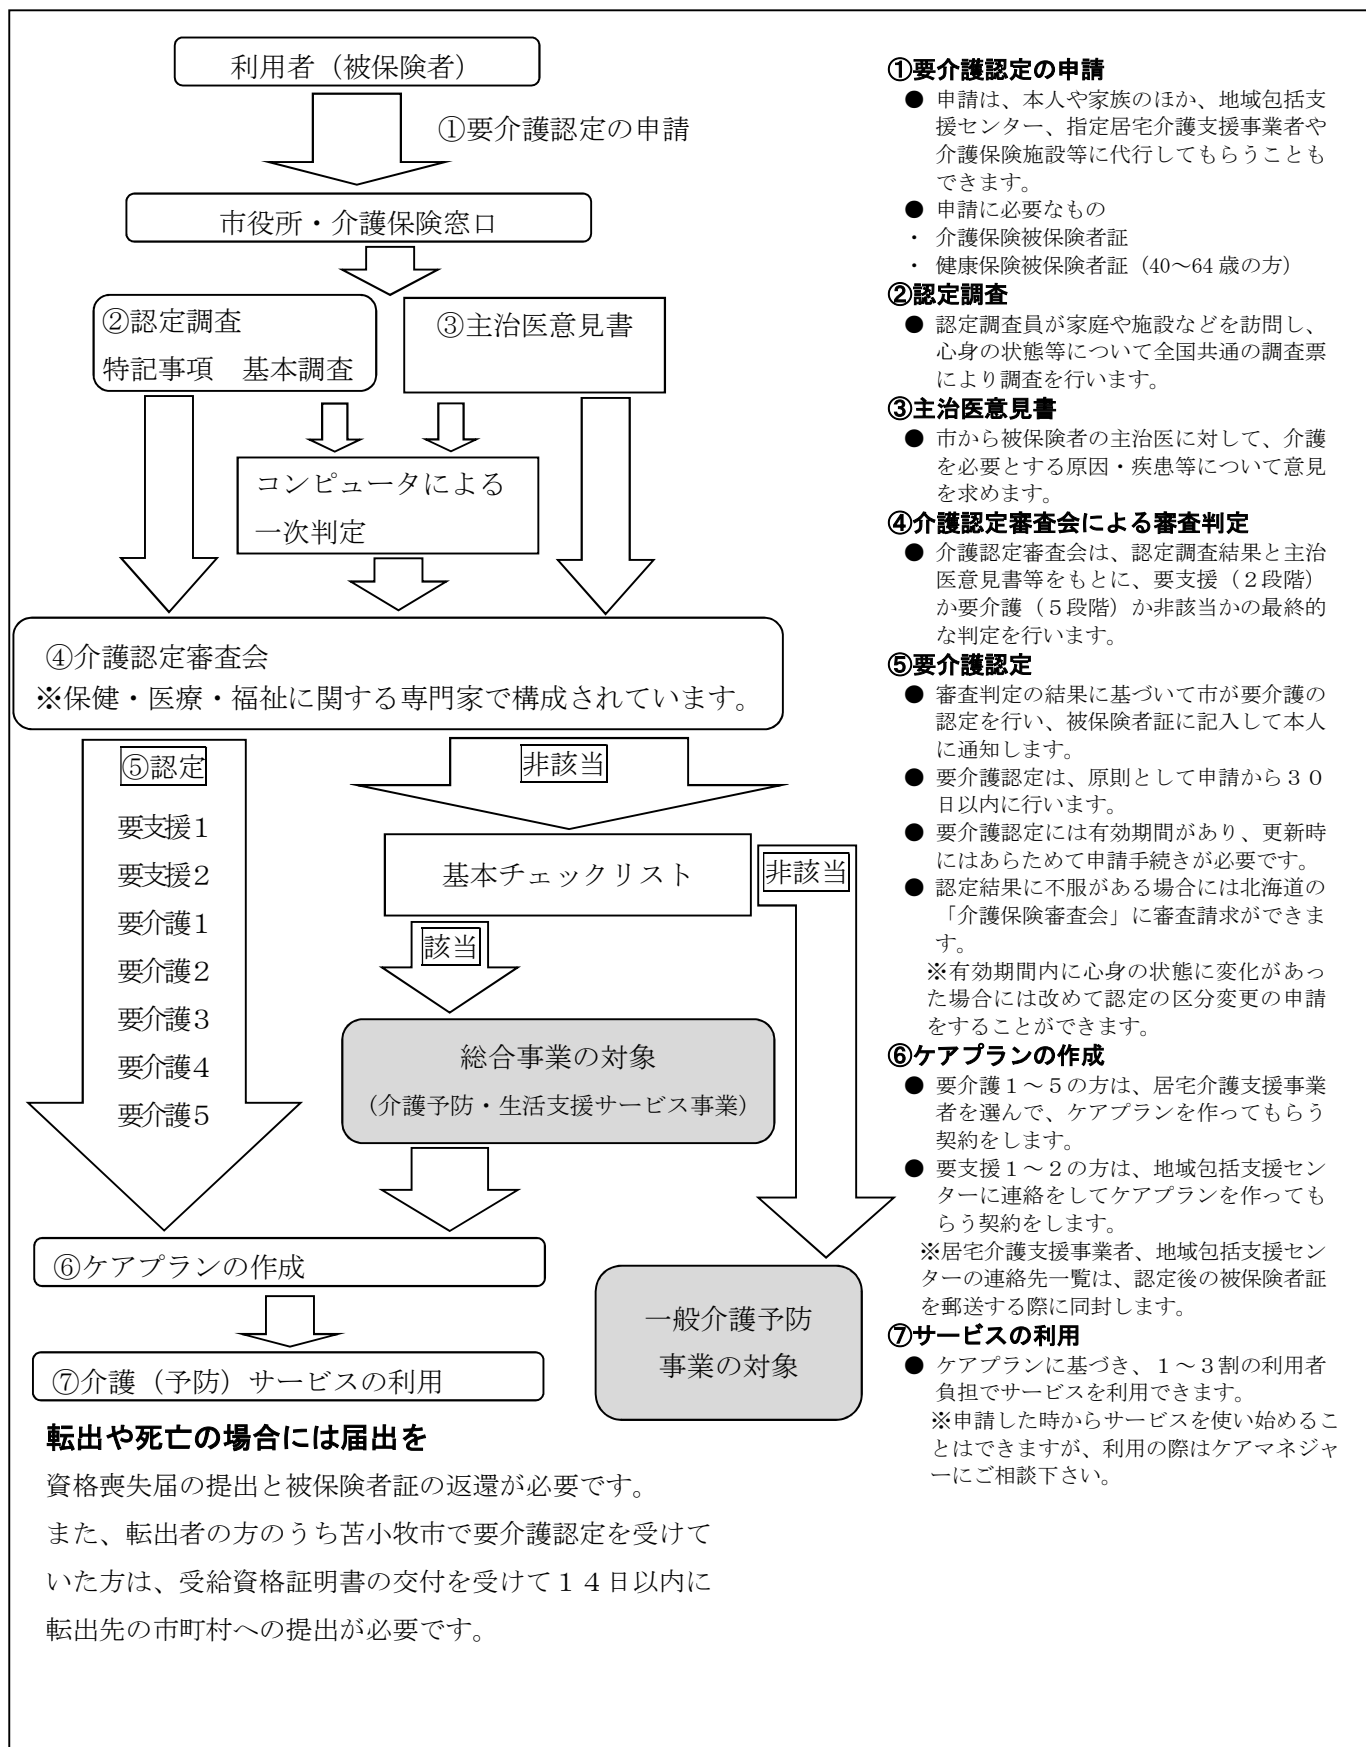 利用者（被保険者）
①要介護認定の申請
市役所・介護保険窓口
②認定調査
特記事項　基本調査
③主治医意見書
コンピュータによる
一次判定
④介護認定審査会
※保健・医療・福祉に関する専門家で構成されています。
⑤認定
要支援１
要支援２
要介護１
要介護２
要介護３
要介護４
要介護５
非該当
基本チェックリスト
非該当
該当
総合事業の対象
（介護予防・生活支援サービス事業）
⑥ケアプランの作成
一般介護予防
事業の対象
⑦介護（予防）サービスの利用
転出や死亡の場合には届出を
資格喪失届の提出と被保険者証の返還が必要です。
また、転出者の方のうち苫小牧市で要介護認定を受けて
いた方は、受給資格証明書の交付を受けて１４日以内に
転出先の市町村への提出が必要です。
①要介護認定の申請
● 申請は、本人や家族のほか、地域包括支
援センター、指定居宅介護支援事業者や
介護保険施設等に代行してもらうことも
できます。
● 申請に必要なもの
・ 介護保険被保険者証
・ 健康保険被保険者証（40～64 歳の方）
②認定調査
● 認定調査員が家庭や施設などを訪問し、
心身の状態等について全国共通の調査票
により調査を行います。
③主治医意見書
● 市から被保険者の主治医に対して、介護
を必要とする原因・疾患等について意見
を求めます。
④介護認定審査会による審査判定
● 介護認定審査会は、認定調査結果と主治
医意見書等をもとに、要支援（２段階）
か要介護（５段階）か非該当かの最終的
な判定を行います。
⑤要介護認定
● 審査判定の結果に基づいて市が要介護の
認定を行い、被保険者証に記入して本人
に通知します。
● 要介護認定は、原則として申請から３０
日以内に行います。
● 要介護認定には有効期間があり、更新時
にはあらためて申請手続きが必要です。
● 認定結果に不服がある場合には北海道の
「介護保険審査会」に審査請求ができま
す。
※有効期間内に心身の状態に変化があっ
た場合には改めて認定の区分変更の申請
をすることができます。
⑥ケアプランの作成
● 要介護１～５の方は、居宅介護支援事業
者を選んで、ケアプランを作ってもらう
契約をします。
● 要支援１～２の方は、地域包括支援セン
ターに連絡をしてケアプランを作っても
らう契約をします。
※居宅介護支援事業者、地域包括支援セン
ターの連絡先一覧は、認定後の被保険者証
を郵送する際に同封します。
⑦サービスの利用
● ケアプランに基づき、１～３割の利用者
負担でサービスを利用できます。
※申請した時からサービスを使い始めるこ
とはできますが、利用の際はケアマネジャ
ーにご相談下さい。